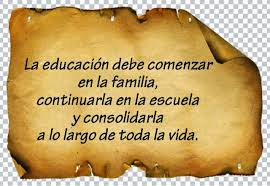 La educación debe comenzar
en la familia,
continuarla en la escuela
y consolidarla
a lo largo de toda la vida.